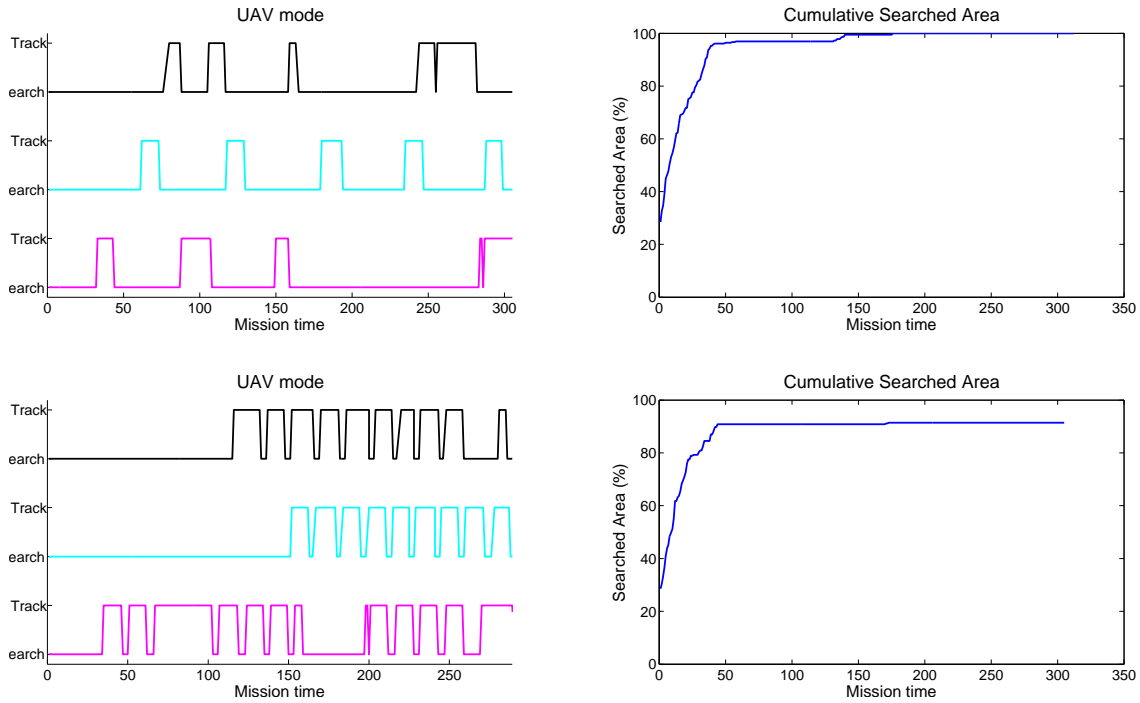 UAV mode
Track
earch
Track
earch
Track
earch
0 50 100 150 200 250 300
Mission time
Cumulative Searched Area
100
80
60
40
20
0
Searched Area (%)
0 50 100 150 200 250 300 350
Mission time
UAV mode
Track
earch
Track
earch
Track
earch
0 50 100 150 200 250
Mission time
Cumulative Searched Area
100
80
60
40
20
0
Searched Area (%)
0 50 100 150 200 250 300 350
Mission time